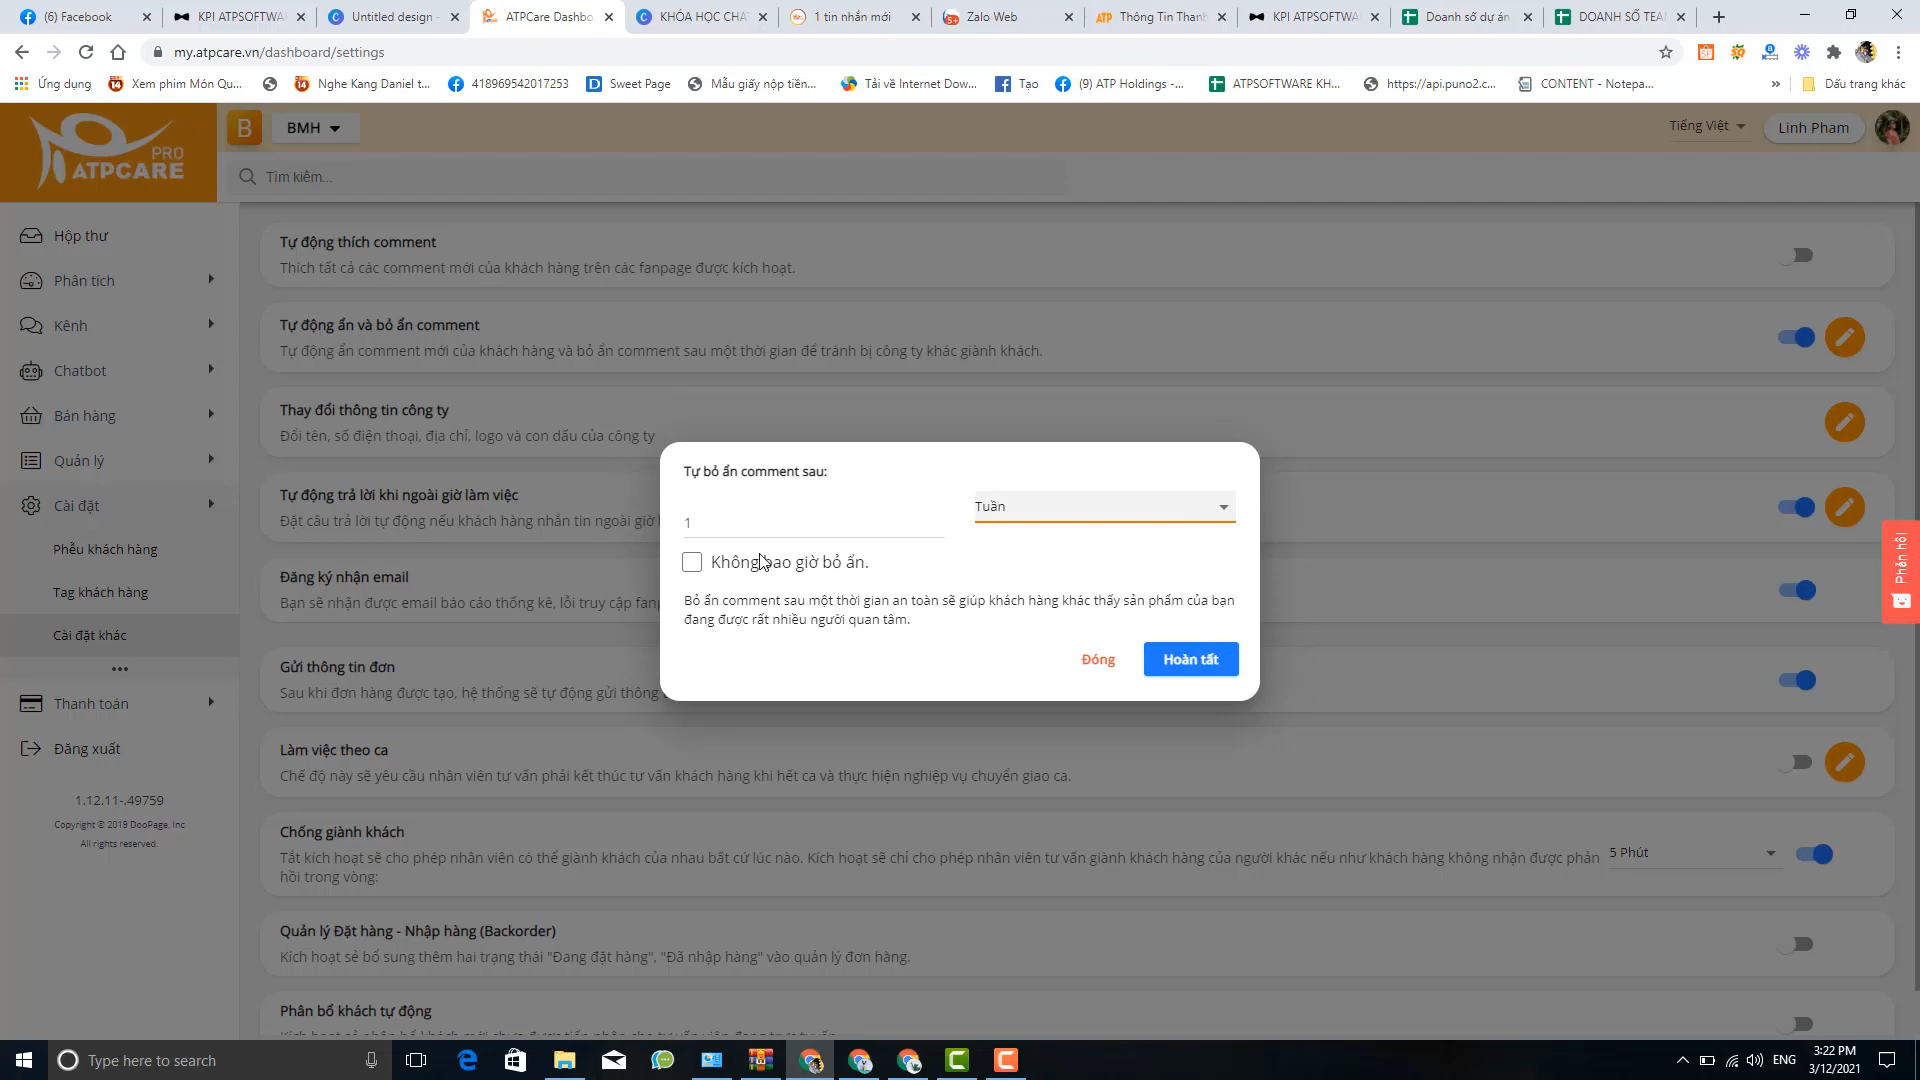 (6) Facebook
KPI ATPSOFTWA
Untitled design -
ATPCare Dashbo
KHÓA HỌC CHA
1 tin nhắn mới
5+
Zalo Web
ATP
Thông Tin Thanh
KPI ATPSOFTWA
Doanh số dự án
DOANH SỐ TEA
my.atpcare.vn/dashboard/settings
Ứng dụng
Xem phim Món Qu...
Nghe Kang Daniel t...
418969542017253
Sweet Page
Mẫu giấy nộp tiền...
Tải về Internet Dow...
Tạo
(9) ATP Holdings -...
ATPSOFTWARE KH...
https://api.puno2.c...
CONTENT - Notepa...
»
Dấu trang khác
PRO
ATPCARE
B
BMH
Tiếng Việt
Linh Pham
Tìm kiếm...
Hộp thư
Phân tích
Kênh
Chatbot
Bán hàng
Quản lý
Cài đặt
Phễu khách hàng
Tag khách hàng
Cài đặt khác
Thanh toán
Đăng xuất
1.12.11-.49759
Copyright © 2019 DooPage, Inc
All rights reserved.
Tự động thích comment
Thích tất cả các comment mới của khách hàng trên các fanpage được kích hoạt.
Tự động ẩn và bỏ ẩn comment
Tự động ẩn comment mới của khách hàng và bỏ ẩn comment sau một thời gian để tránh bị công ty khác giành khách.
Thay đổi thông tin công ty
Đổi tên, số điện thoại, địa chỉ, logo và con dấu của công ty
Tự động trả lời khi ngoài giờ làm việc
Đặt câu trả lời tự động nếu khách hàng nhắn tin ngoài giờ
Đăng ký nhận email
Bạn sẽ nhận được email báo cáo thống kê, lỗi truy cập fan
Gửi thông tin đơn
Sau khi đơn hàng được tạo, hệ thống sẽ tự động gửi thông
Làm việc theo ca
Chế độ này sẽ yêu cầu nhân viên tư vấn phải kết thúc tư vấn khách hàng khi hết ca và thực hiện nghiệp vụ chuyển giao ca.
Chống giành khách
Tắt kích hoạt sẽ cho phép nhân viên có thể giành khách của nhau bất cứ lúc nào. Kích hoạt sẽ chỉ cho phép nhân viên tư vấn giành khách hàng của người khác nếu như khách hàng không nhận được phản
hồi trong vòng:
5 Phút
Quản lý Đặt hàng - Nhập hàng (Backorder)
Kích hoạt sẻ bổ sung thêm hai trạng thái "Đang đặt hàng", "Đã nhập hàng" vào quản lý đơn hàng.
Phân bổ khách tự động
Tự bỏ ẩn comment sau:
1
Tuần
Không bao giờ bỏ ẩn.
Bỏ ẩn comment sau một thời gian an toàn sẽ giúp khách hàng khác thấy sản phẩm của bạn
đang được rất nhiều người quan tâm.
Đóng
Hoàn tất
Phản hồi
Type here to search
ENG
3:22 PM
3/12/2021